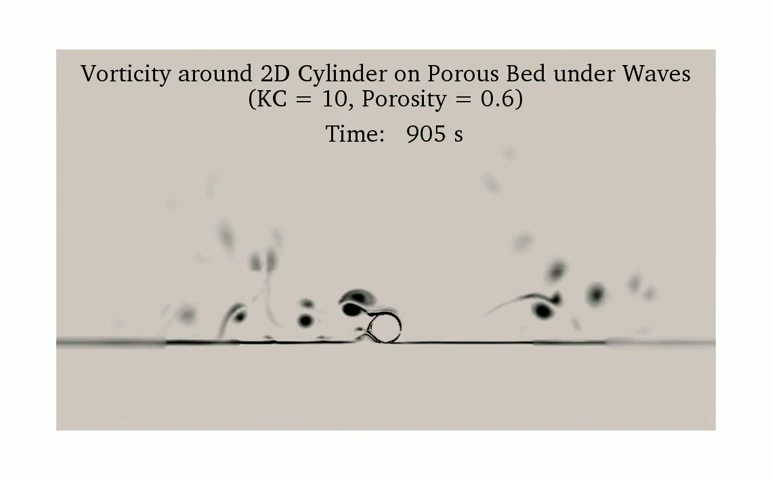 Vorticity around 2D Cylinder on Porous Bed under Waves
(KC = 10, Porosity = 0.6)
Time: 905 s